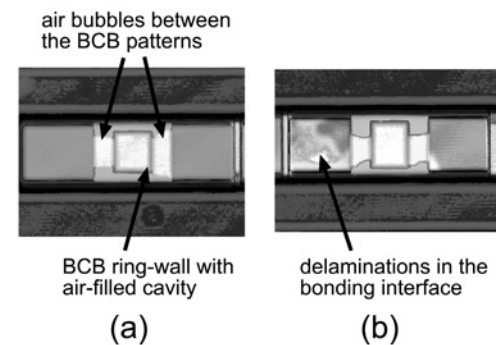 air bubbles between
the BCB patterns
BCB ring-wall with
air-filled cavity
(a)
delaminations in the
bonding interface
(b)